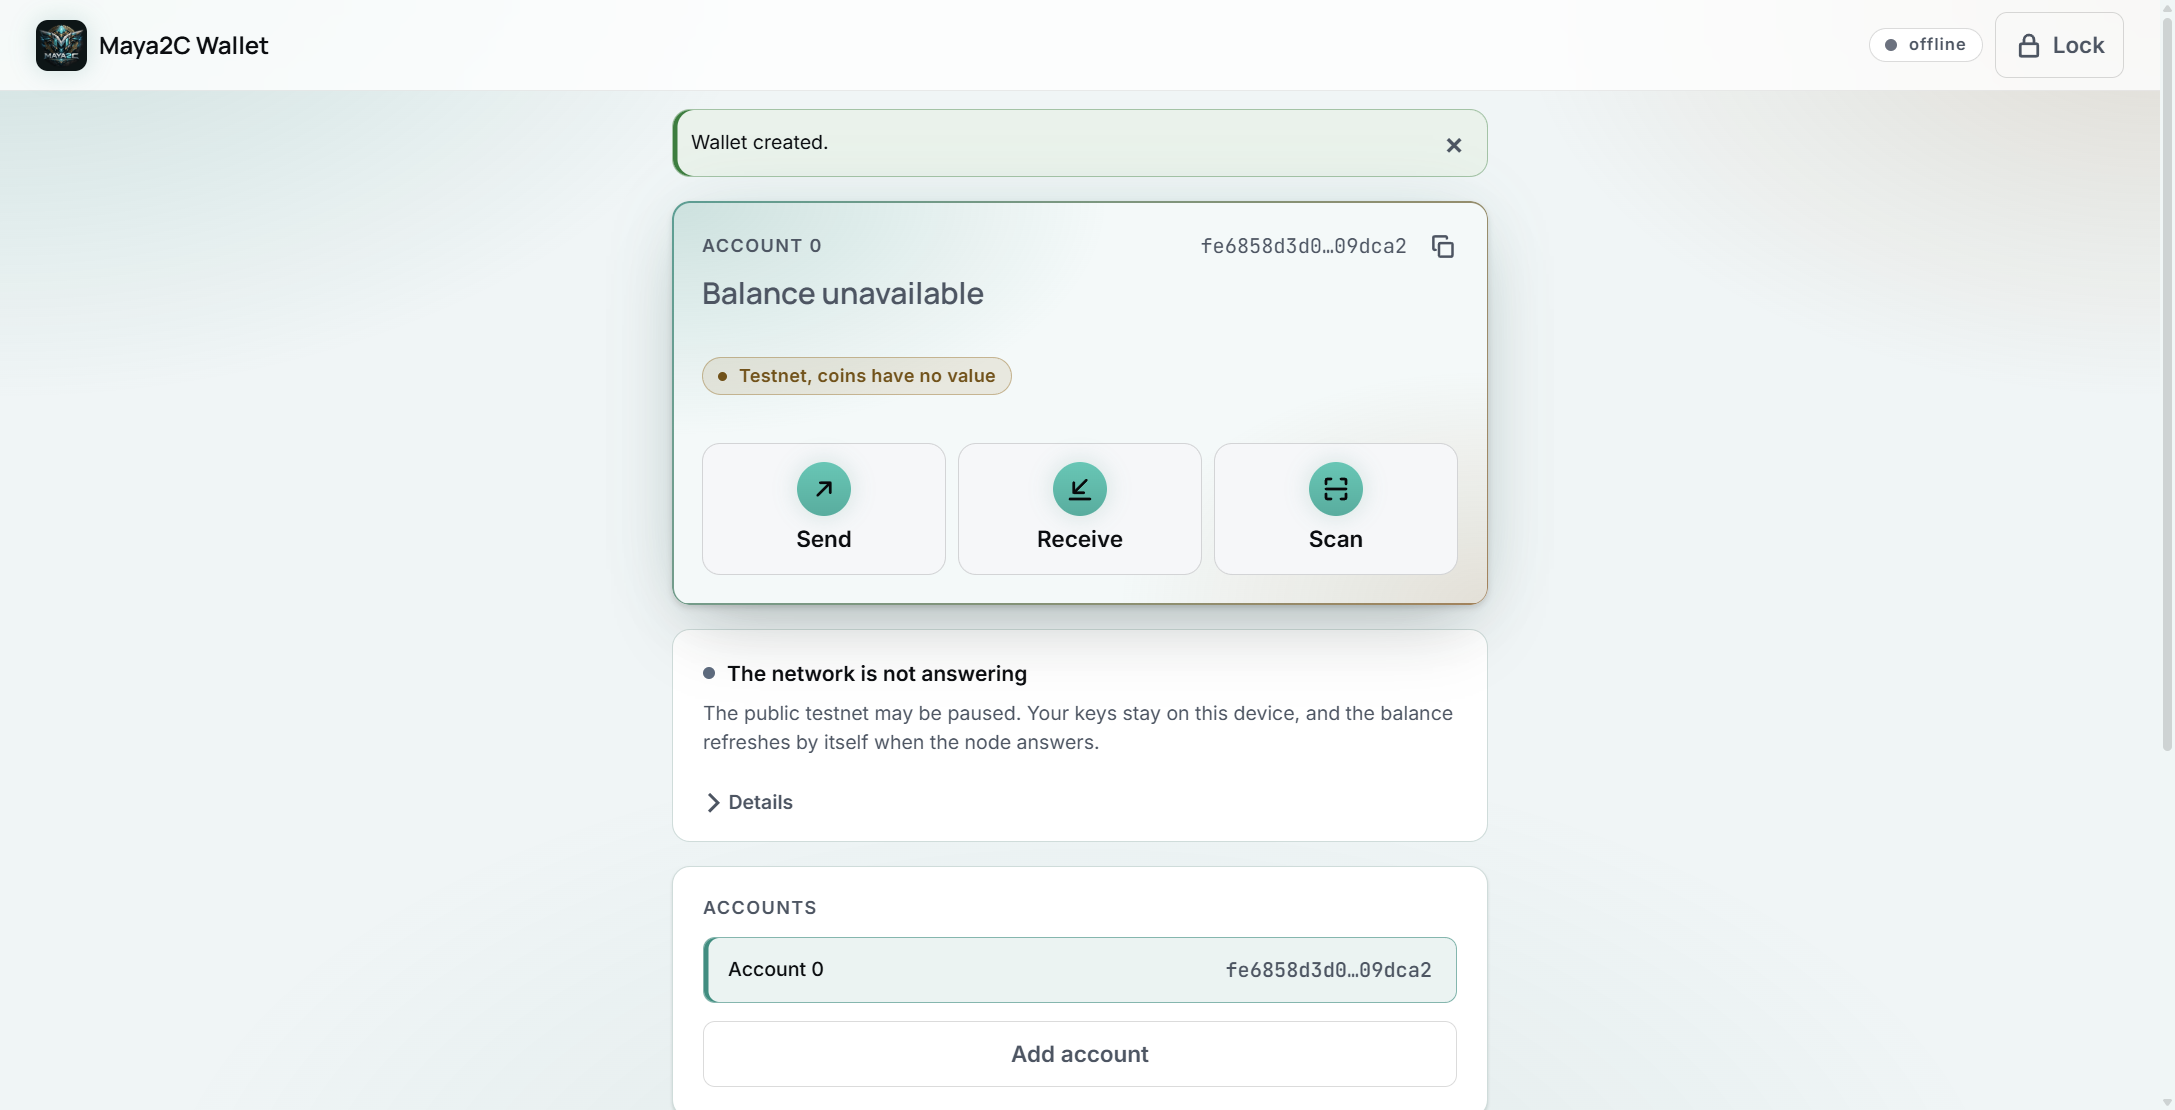 MAYA2C
Maya2C Wallet
offline
Lock
Wallet created.
ACCOUNT 0
fe6858d3d0…09dca2
Balance unavailable
Testnet, coins have no value
Send
Receive
Scan
The network is not answering
The public testnet may be paused. Your keys stay on this device, and the balance
refreshes by itself when the node answers.
Details
ACCOUNTS
Account 0
fe6858d3d0…09dca2
Add account